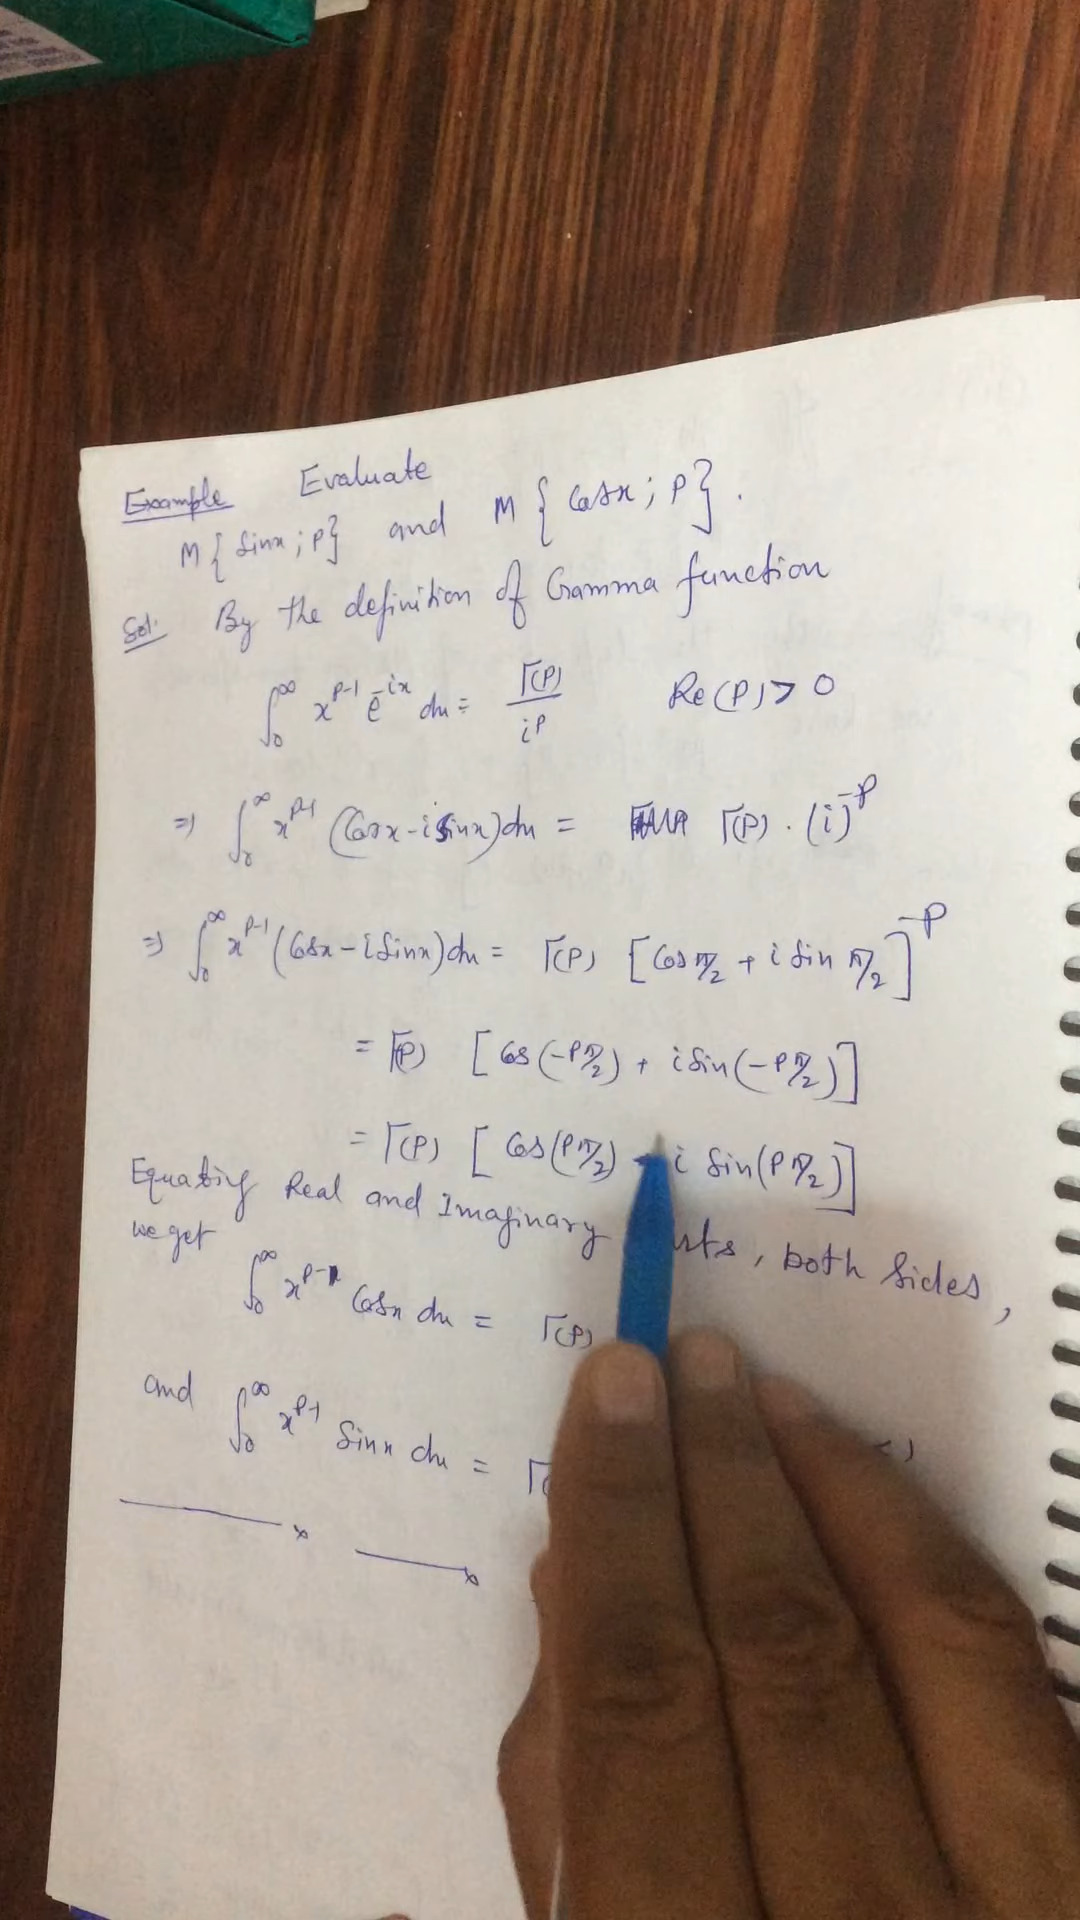 Example Evaluate
M{Sinx ; P} and M{Cosx ; P}.
Sol. By the definition of Gamma function
∫₀^∞ x^{P-1} e^{-ix} dx = Γ(P)/i^P Re(P) > 0
⇒ ∫₀^∞ x^{P-1} (Cosx - i Sinx) dx = Γ(P) . (i)^{-P}
⇒ ∫₀^∞ x^{P-1} (Cosx - i Sinx) dx = Γ(P) [Cos π/2 + i Sin π/2]^{-P}
= Γ(P) [Cos(-Pπ/2) + i Sin(-Pπ/2)]
= Γ(P) [Cos(Pπ/2) - i Sin(Pπ/2)]
Equating Real and Imaginary both Sides,
we get
∫₀^∞ x^{P-1} Cosx dx = Γ(P)
and ∫₀^∞ x^{P-1} Sinx dx =